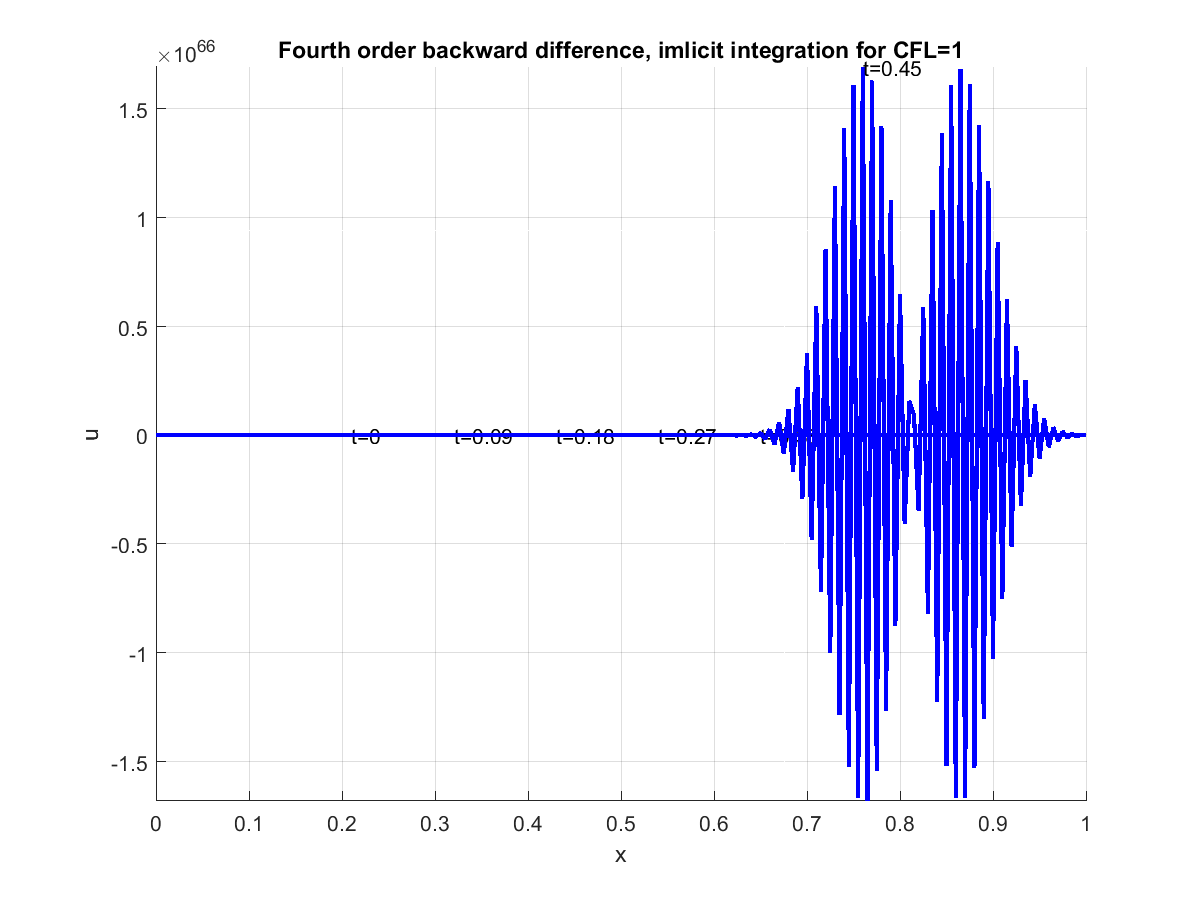 Fourth order backward difference, imlicit integration for CFL=1
×10^66
t=0.45
1.5
1
0.5
0
-0.5
-1
-1.5
u
t=0
t=0.09
t=0.18
t=0.27
0
0.1
0.2
0.3
0.4
0.5
0.6
0.7
0.8
0.9
1
x